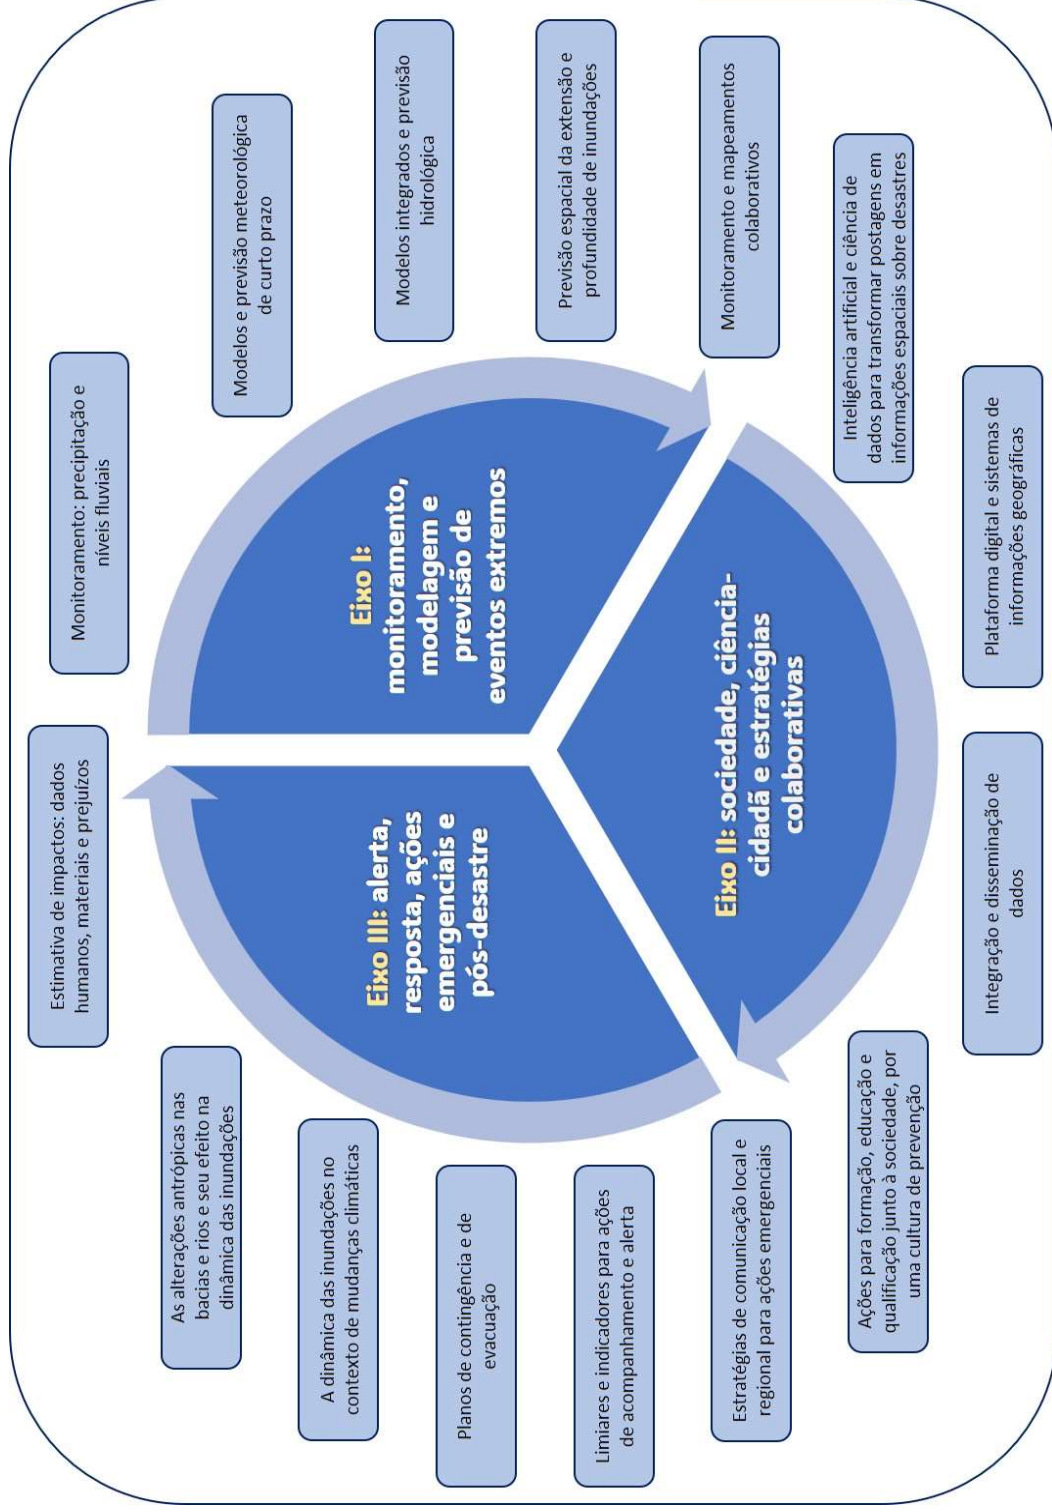 Eixo I:
monitoramento,
modelagem e
previsão de
eventos extremos
Eixo II: sociedade, ciência-
cidadã e estratégias
colaborativas
Eixo III: alerta,
resposta, ações
emergenciais e
pós-desastre
Monitoramento: precipitação e
níveis fluviais
Modelos e previsão meteorológica
de curto prazo
Modelos integrados e previsão
hidrológica
Previsão espacial da extensão e
profundidade de inundações
Monitoramento e mapeamentos
colaborativos
Inteligência artificial e ciência de
dados para transformar postagens em
informações espaciais sobre desastres
Plataforma digital e sistemas de
informações geográficas
Integração e disseminação de
dados
Ações para formação, educação e
qualificação junto à sociedade, por
uma cultura de prevenção
Estratégias de comunicação local e
regional para ações emergenciais
Limiares e indicadores para ações
de acompanhamento e alerta
Planos de contingência e de
evacuação
A dinâmica das inundações no
contexto de mudanças climáticas
As alterações antrópicas nas
bacias e rios e seu efeito na
dinâmica das inundações
Estimativa de impactos: dados
humanos, materiais e prejuízos